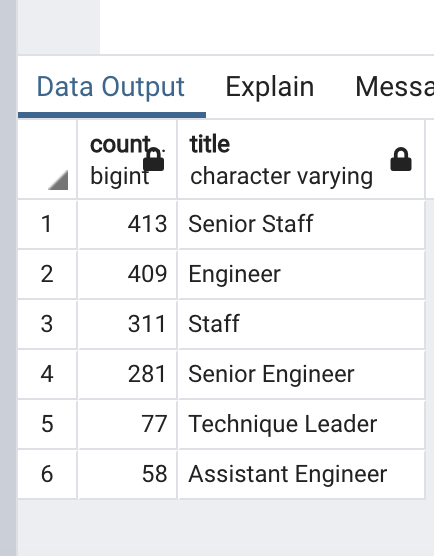 Data Output Explain Messa
count title
bigint character varying
1 413 Senior Staff
2 409 Engineer
3 311 Staff
4 281 Senior Engineer
5 77 Technique Leader
6 58 Assistant Engineer